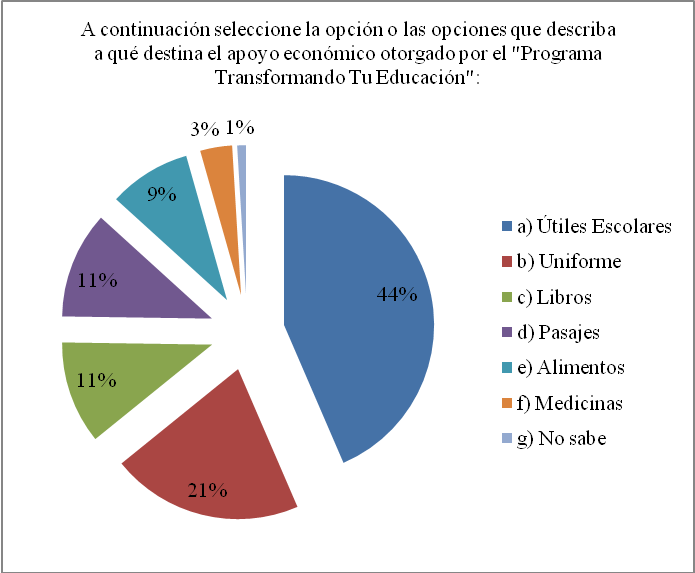 A continuación seleccione la opción o las opciones que describa
a qué destina el apoyo económico otorgado por el "Programa
Transformando Tu Educación":
3%
1%
9%
11%
11%
21%
44%
a) Útiles Escolares
b) Uniforme
c) Libros
d) Pasajes
e) Alimentos
f) Medicinas
g) No sabe